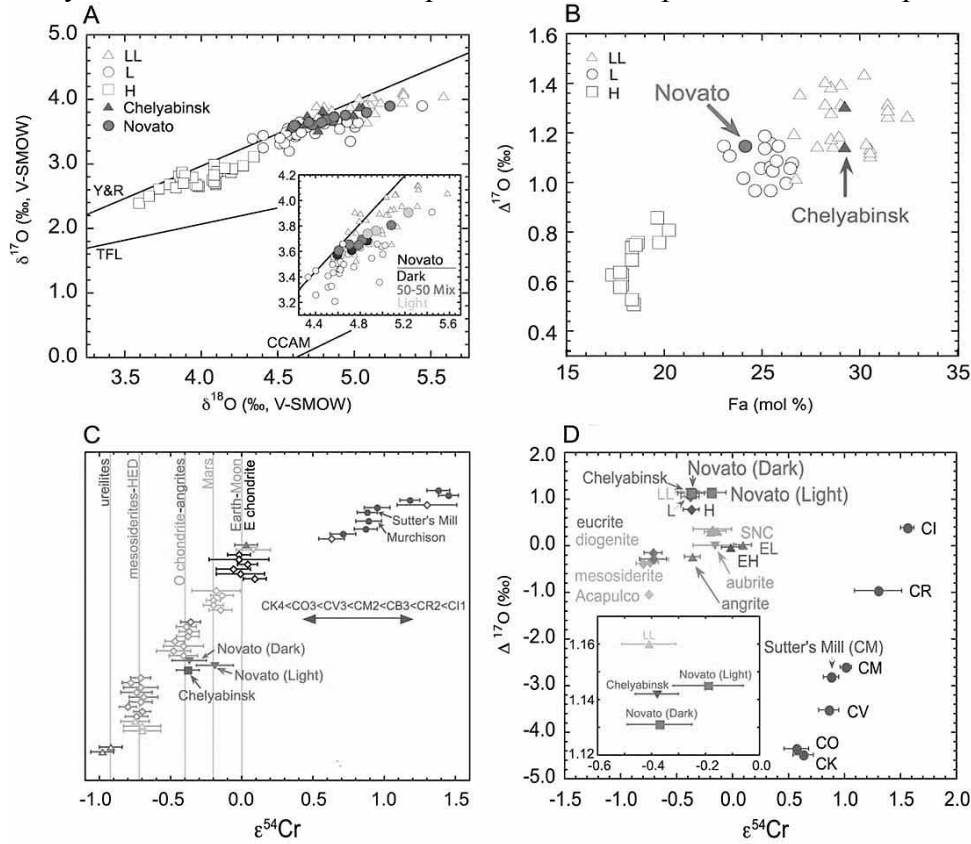 A
LL
L
H
Chelyabinsk
Novato
5.0
4.0
3.0
2.0
1.0
0.0
δ17O (‰, V-SMOW)
Y&R
TFL
CCAM
4.2
4.0
3.8
3.6
3.4
3.2
4.4 4.6 4.8 5.0 5.2 5.4 5.6
Novato
Dark
50-50 Mix
Light
3.5 4.0 4.5 5.0 5.5
δ18O (‰, V-SMOW)
B
LL
L
H
Novato
Chelyabinsk
1.6
1.4
1.2
1.0
0.8
0.6
0.4
Δ17O (‰)
15 20 25 30 35
Fa (mol %)
C
ureilites
mesosiderites-HED
O chondrite-angrites
Mars
Earth-Moon
E chondrite
Sutter's Mill
Murchison
CK4<CO3<CV3<CM2<CB3<CR2<CI1
Novato (Dark)
Novato (Light)
Chelyabinsk
-1.0 -0.5 0.0 0.5 1.0 1.5
ε54Cr
D
2.0
1.0
0.0
-1.0
-2.0
-3.0
-4.0
-5.0
Δ17O (‰)
Chelyabinsk
Novato (Dark)
LL
Novato (Light)
L
H
eucrite
diogenite
SNC
EL
EH
mesosiderite
aubrite
Acapulco
angrite
CI
CR
Sutter's Mill (CM)
CM
CV
CO
CK
1.16
1.14
1.12
LL
Novato (Light)
Chelyabinsk
Novato (Dark)
-0.6 -0.4 -0.2 0.0
-1.5 -1.0 -0.5 0.0 0.5 1.0 1.5 2.0
ε54Cr